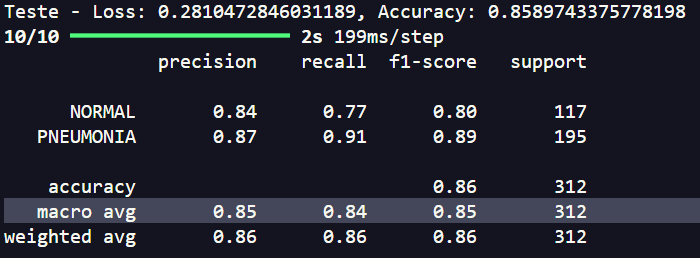 Teste - Loss: 0.2810472846031189, Accuracy: 0.8589743375778198
10/10 2s 199ms/step
precision recall f1-score support
NORMAL 0.84 0.77 0.80 117
PNEUMONIA 0.87 0.91 0.89 195
accuracy 0.86 312
macro avg 0.85 0.84 0.85 312
weighted avg 0.86 0.86 0.86 312